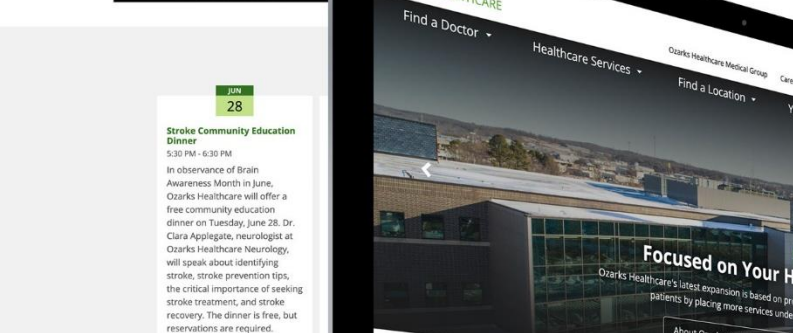 JUN
28
Stroke Community Education
Dinner
5:30 PM - 6:30 PM
In observance of Brain
Awareness Month in June,
Ozarks Healthcare will offer a
free community education
dinner on Tuesday, June 28. Dr.
Clara Applegate, neurologist at
Ozarks Healthcare Neurology,
will speak about identifying
stroke, stroke prevention tips,
the critical importance of seeking
stroke treatment, and stroke
recovery. The dinner is free, but
reservations are required.
Ozarks Healthcare Medical Group
Find a Doctor
Healthcare Services
Find a Location
Focused on Your
Ozarks Healthcare's latest expansion is based on
patients by placing more services
About